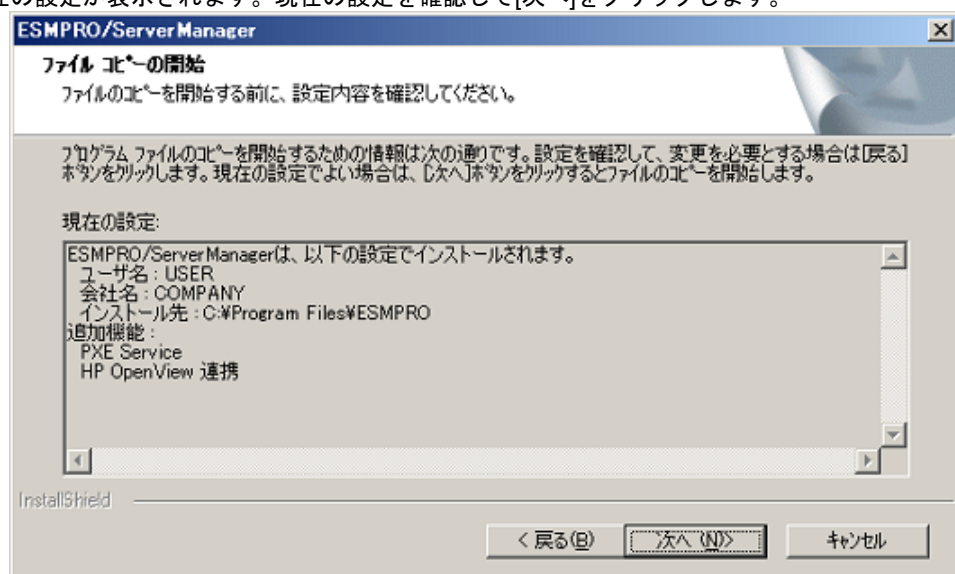 在の設定が表示されます。現在の設定を確認して[次へ]をクリックします。
ESMPRO/ServerManager
ファイル コピーの開始
ファイルのコピーを開始する前に、設定内容を確認してください。
プログラム ファイルのコピーを開始するための情報は次の通りです。設定を確認して、変更を必要とする場合は[戻る]
ボタンをクリックします。現在の設定でよい場合は、[次へ]ボタンをクリックするとファイルのコピーを開始します。
現在の設定:
ESMPRO/ServerManagerは、以下の設定でインストールされます。
ユーザ名 : USER
会社名 : COMPANY
インストール先 : C:¥Program Files¥ESMPRO
追加機能 :
PXE Service
HP OpenView 連携
InstallShield
< 戻る(B)
次へ (N)>
キャンセル